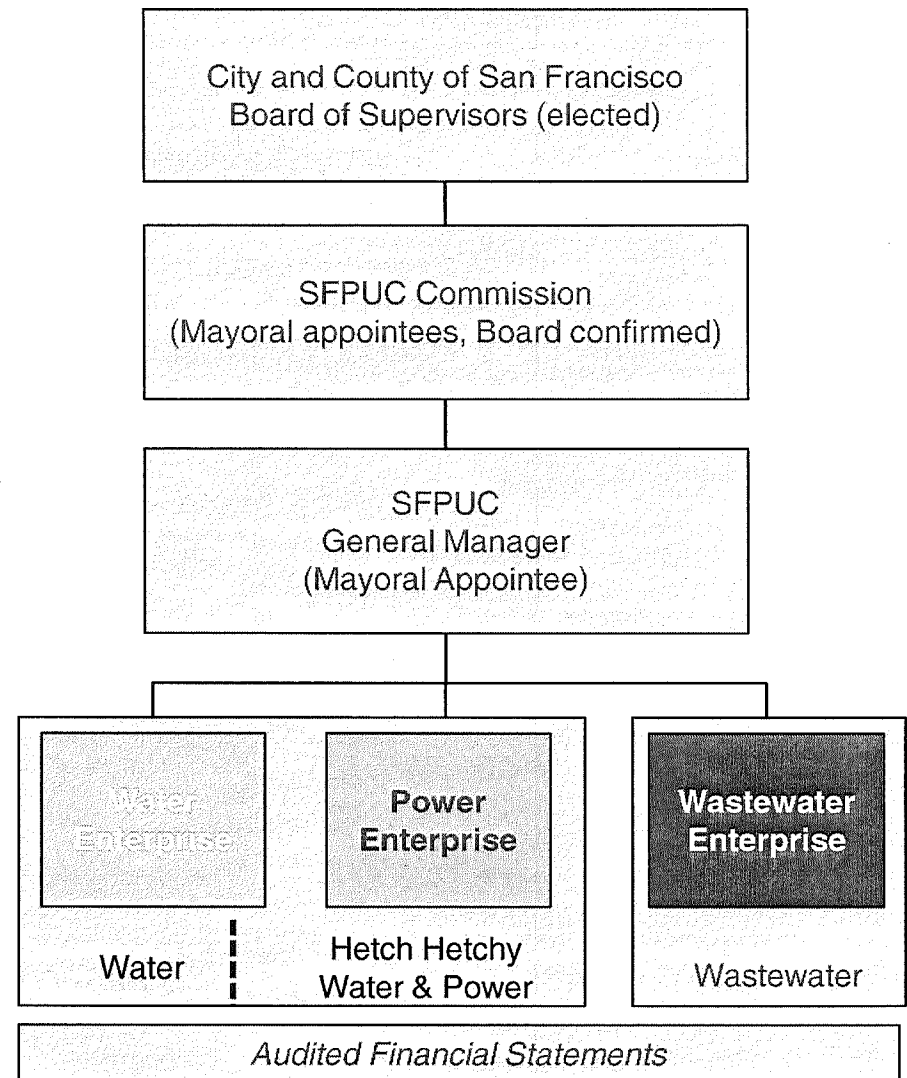 City and County of San Francisco
Board of Supervisors (elected)
SFPUC Commission
(Mayoral appointees, Board confirmed)
SFPUC
General Manager
(Mayoral Appointee)
Water
Enterprise
Power
Enterprise
Wastewater
Enterprise
Water
Hetch Hetchy
Water & Power
Wastewater
Audited Financial Statements